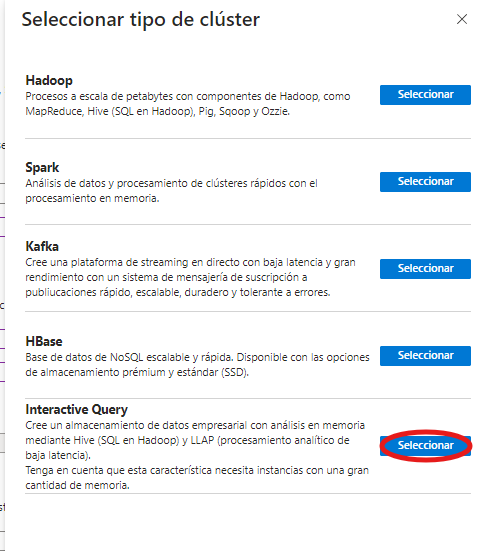 Seleccionar tipo de clúster
Hadoop
Procesos a escala de petabytes con componentes de Hadoop, como
MapReduce, Hive (SQL en Hadoop), Pig, Sqoop y Ozzie.
Seleccionar
Spark
Análisis de datos y procesamiento de clústeres rápidos con el
procesamiento en memoria.
Seleccionar
Kafka
Cree una plataforma de streaming en directo con baja latencia y gran
rendimiento con un sistema de mensajería de suscripción a
publiucaciones rápido, escalable, duradero y tolerante a errores.
Seleccionar
HBase
Base de datos de NoSQL escalable y rápida. Disponible con las opciones
de almacenamiento prémium y estándar (SSD).
Seleccionar
Interactive Query
Cree un almacenamiento de datos empresarial con análisis en memoria
mediante Hive (SQL en Hadoop) y LLAP (procesamiento analítico de
baja latencia).
Tenga en cuenta que esta característica necesita instancias con una gran
cantidad de memoria.
Seleccionar